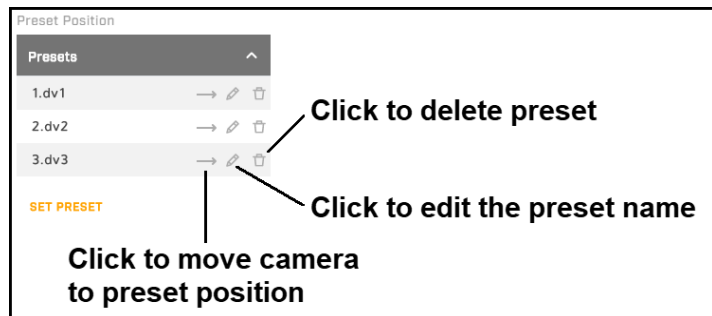 Preset Position
Presets
1.dv1
2.dv2
3.dv3
Click to delete preset
SET PRESET
Click to edit the preset name
Click to move camera
to preset position